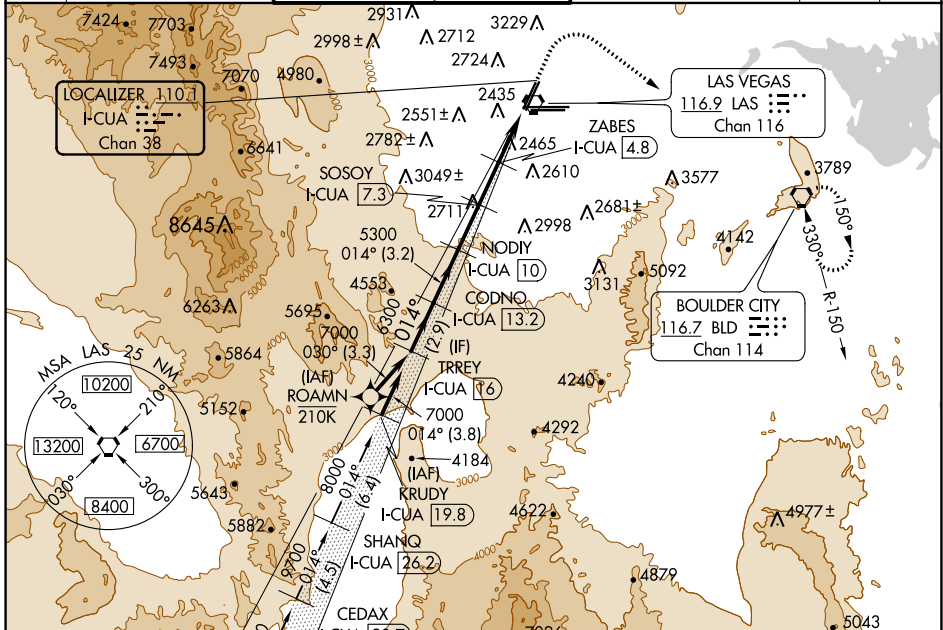 2931
7424
7703
3229
2998±
2712
7493
2724
7070
4980
LOCALIZER 110.1
I-CUA
Chan 38
2435
2551±
LAS VEGAS
116.9 LAS
Chan 116
2782±
2465
ZABES
I-CUA 4.8
6641
2610
3049±
SOSOY
I-CUA 7.3
3577
3789
2711
2681±
8645
2998
150°
330°
5300
014° (3.2)
NODIY
I-CUA 10
4142
4553
3131
5092
6263
5695
6300
014°
(2.9)
CODNO
I-CUA 13.2
BOULDER CITY
116.7 BLD
Chan 114
R-150
7000
030° (3.3)
(IAF)
ROAMN
210K
(IF)
TRREY
I-CUA 16
5864
MSA LAS 25 NM
10200
120°
210°
13200
6700
030°
300°
8400
4240
5152
7000
014° (3.8)
4292
3000
3000
3000
4184
(IAF)
KRUDY
I-CUA 19.8
8000
014°
(6.4)
5643
4622
4977±
5882
SHANQ
I-CUA 26.2
9700
014°
(4.5)
4000
4879
CEDAX
5043